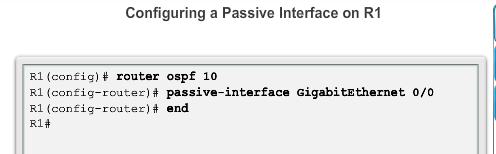 Configuring a Passive Interface on R1
R1(config)# router ospf 10
R1(config-router)# passive-interface GigabitEthernet 0/0
R1(config-router)# end
R1#